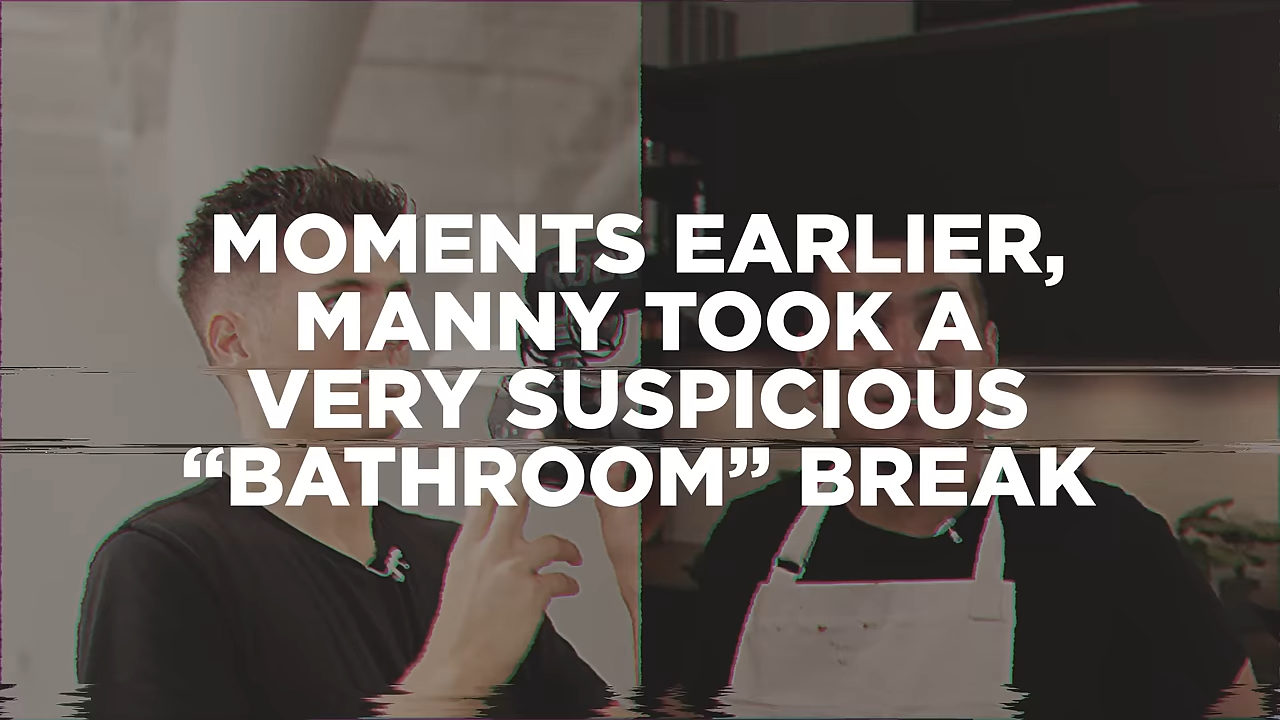 MOMENTS EARLIER,
MANNY TOOK A
VERY SUSPICIOUS
“BATHROOM” BREAK